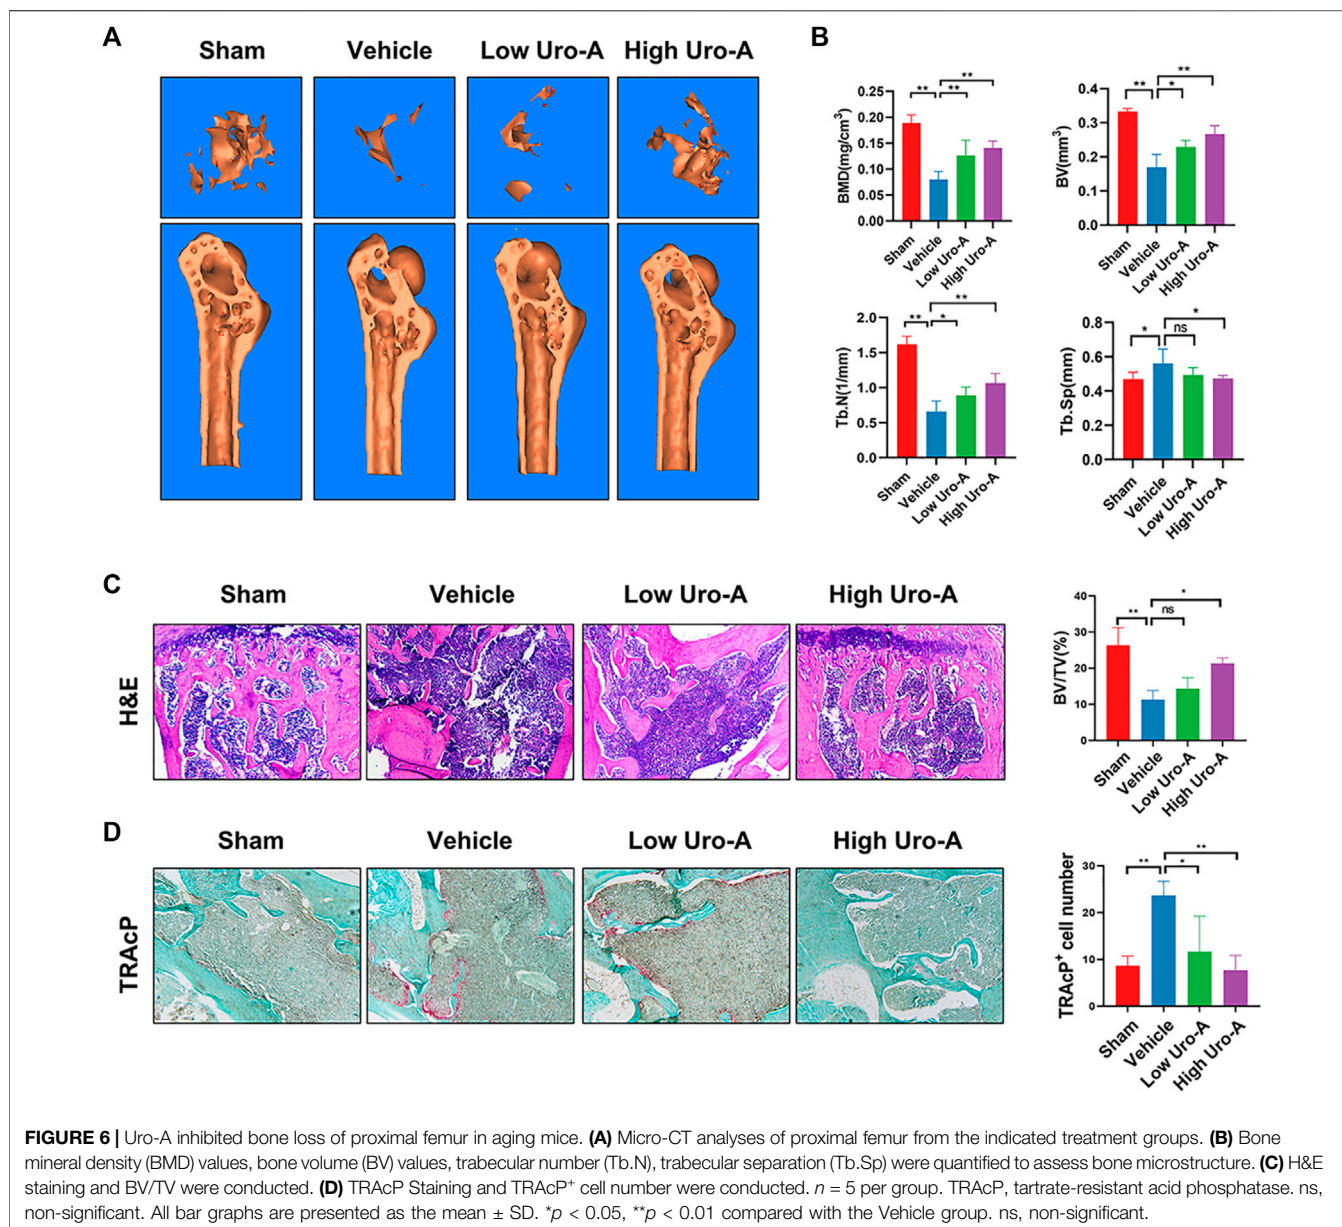 A
Sham Vehicle Low Uro-A High Uro-A
B
BMD(mg/cm³)
0.25
0.20
0.15
0.10
0.05
0.00
** ** **
Sham
Vehicle
Low Uro-A
High Uro-A
BV(mm³)
0.4
0.3
0.2
0.1
0.0
** * **
Sham
Vehicle
Low Uro-A
High Uro-A
Tb.N(1/mm)
2.0
1.5
1.0
0.5
0.0
** * **
Sham
Vehicle
Low Uro-A
High Uro-A
Tb.Sp(mm)
0.8
0.6
0.4
0.2
0.0
* ns *
Sham
Vehicle
Low Uro-A
High Uro-A
C
Sham Vehicle Low Uro-A High Uro-A
H&E
BV/TV(%)
40
30
20
10
0
** ns *
Sham
Vehicle
Low Uro-A
High Uro-A
D
Sham Vehicle Low Uro-A High Uro-A
TRAcP
TRAcP⁺ cell number
30
20
10
0
** * **
Sham
Vehicle
Low Uro-A
High Uro-A
FIGURE 6 | Uro-A inhibited bone loss of proximal femur in aging mice. (A) Micro-CT analyses of proximal femur from the indicated treatment groups. (B) Bone
mineral density (BMD) values, bone volume (BV) values, trabecular number (Tb.N), trabecular separation (Tb.Sp) were quantified to assess bone microstructure. (C) H&E
staining and BV/TV were conducted. (D) TRAcP Staining and TRAcP⁺ cell number were conducted. n = 5 per group. TRAcP, tartrate-resistant acid phosphatase. ns,
non-significant. All bar graphs are presented as the mean ± SD. *p < 0.05, **p < 0.01 compared with the Vehicle group. ns, non-significant.